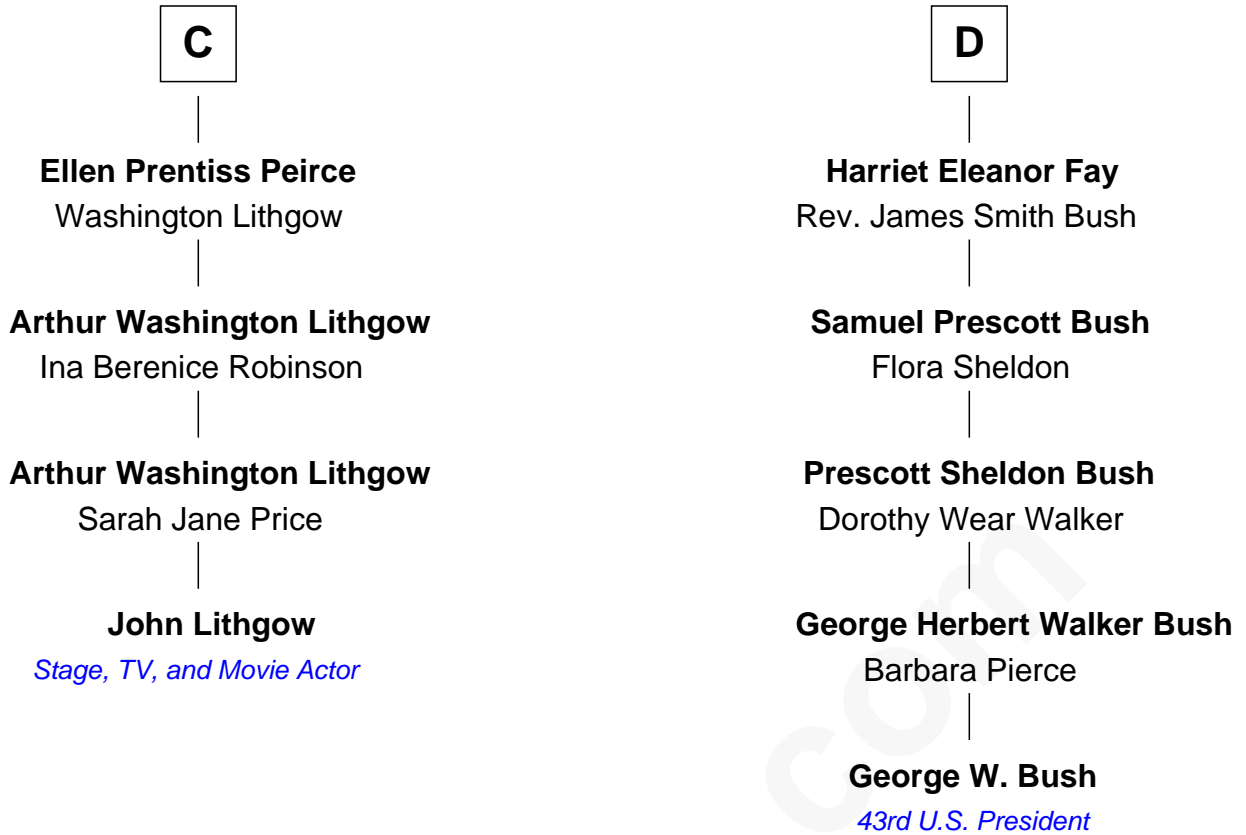 C
Ellen Prentiss Peirce
Washington Lithgow
Arthur Washington Lithgow
Ina Berenice Robinson
Arthur Washington Lithgow
Sarah Jane Price
John Lithgow
Stage, TV, and Movie Actor
D
Harriet Eleanor Fay
Rev. James Smith Bush
Samuel Prescott Bush
Flora Sheldon
Prescott Sheldon Bush
Dorothy Wear Walker
George Herbert Walker Bush
Barbara Pierce
George W. Bush
43rd U.S. President
com